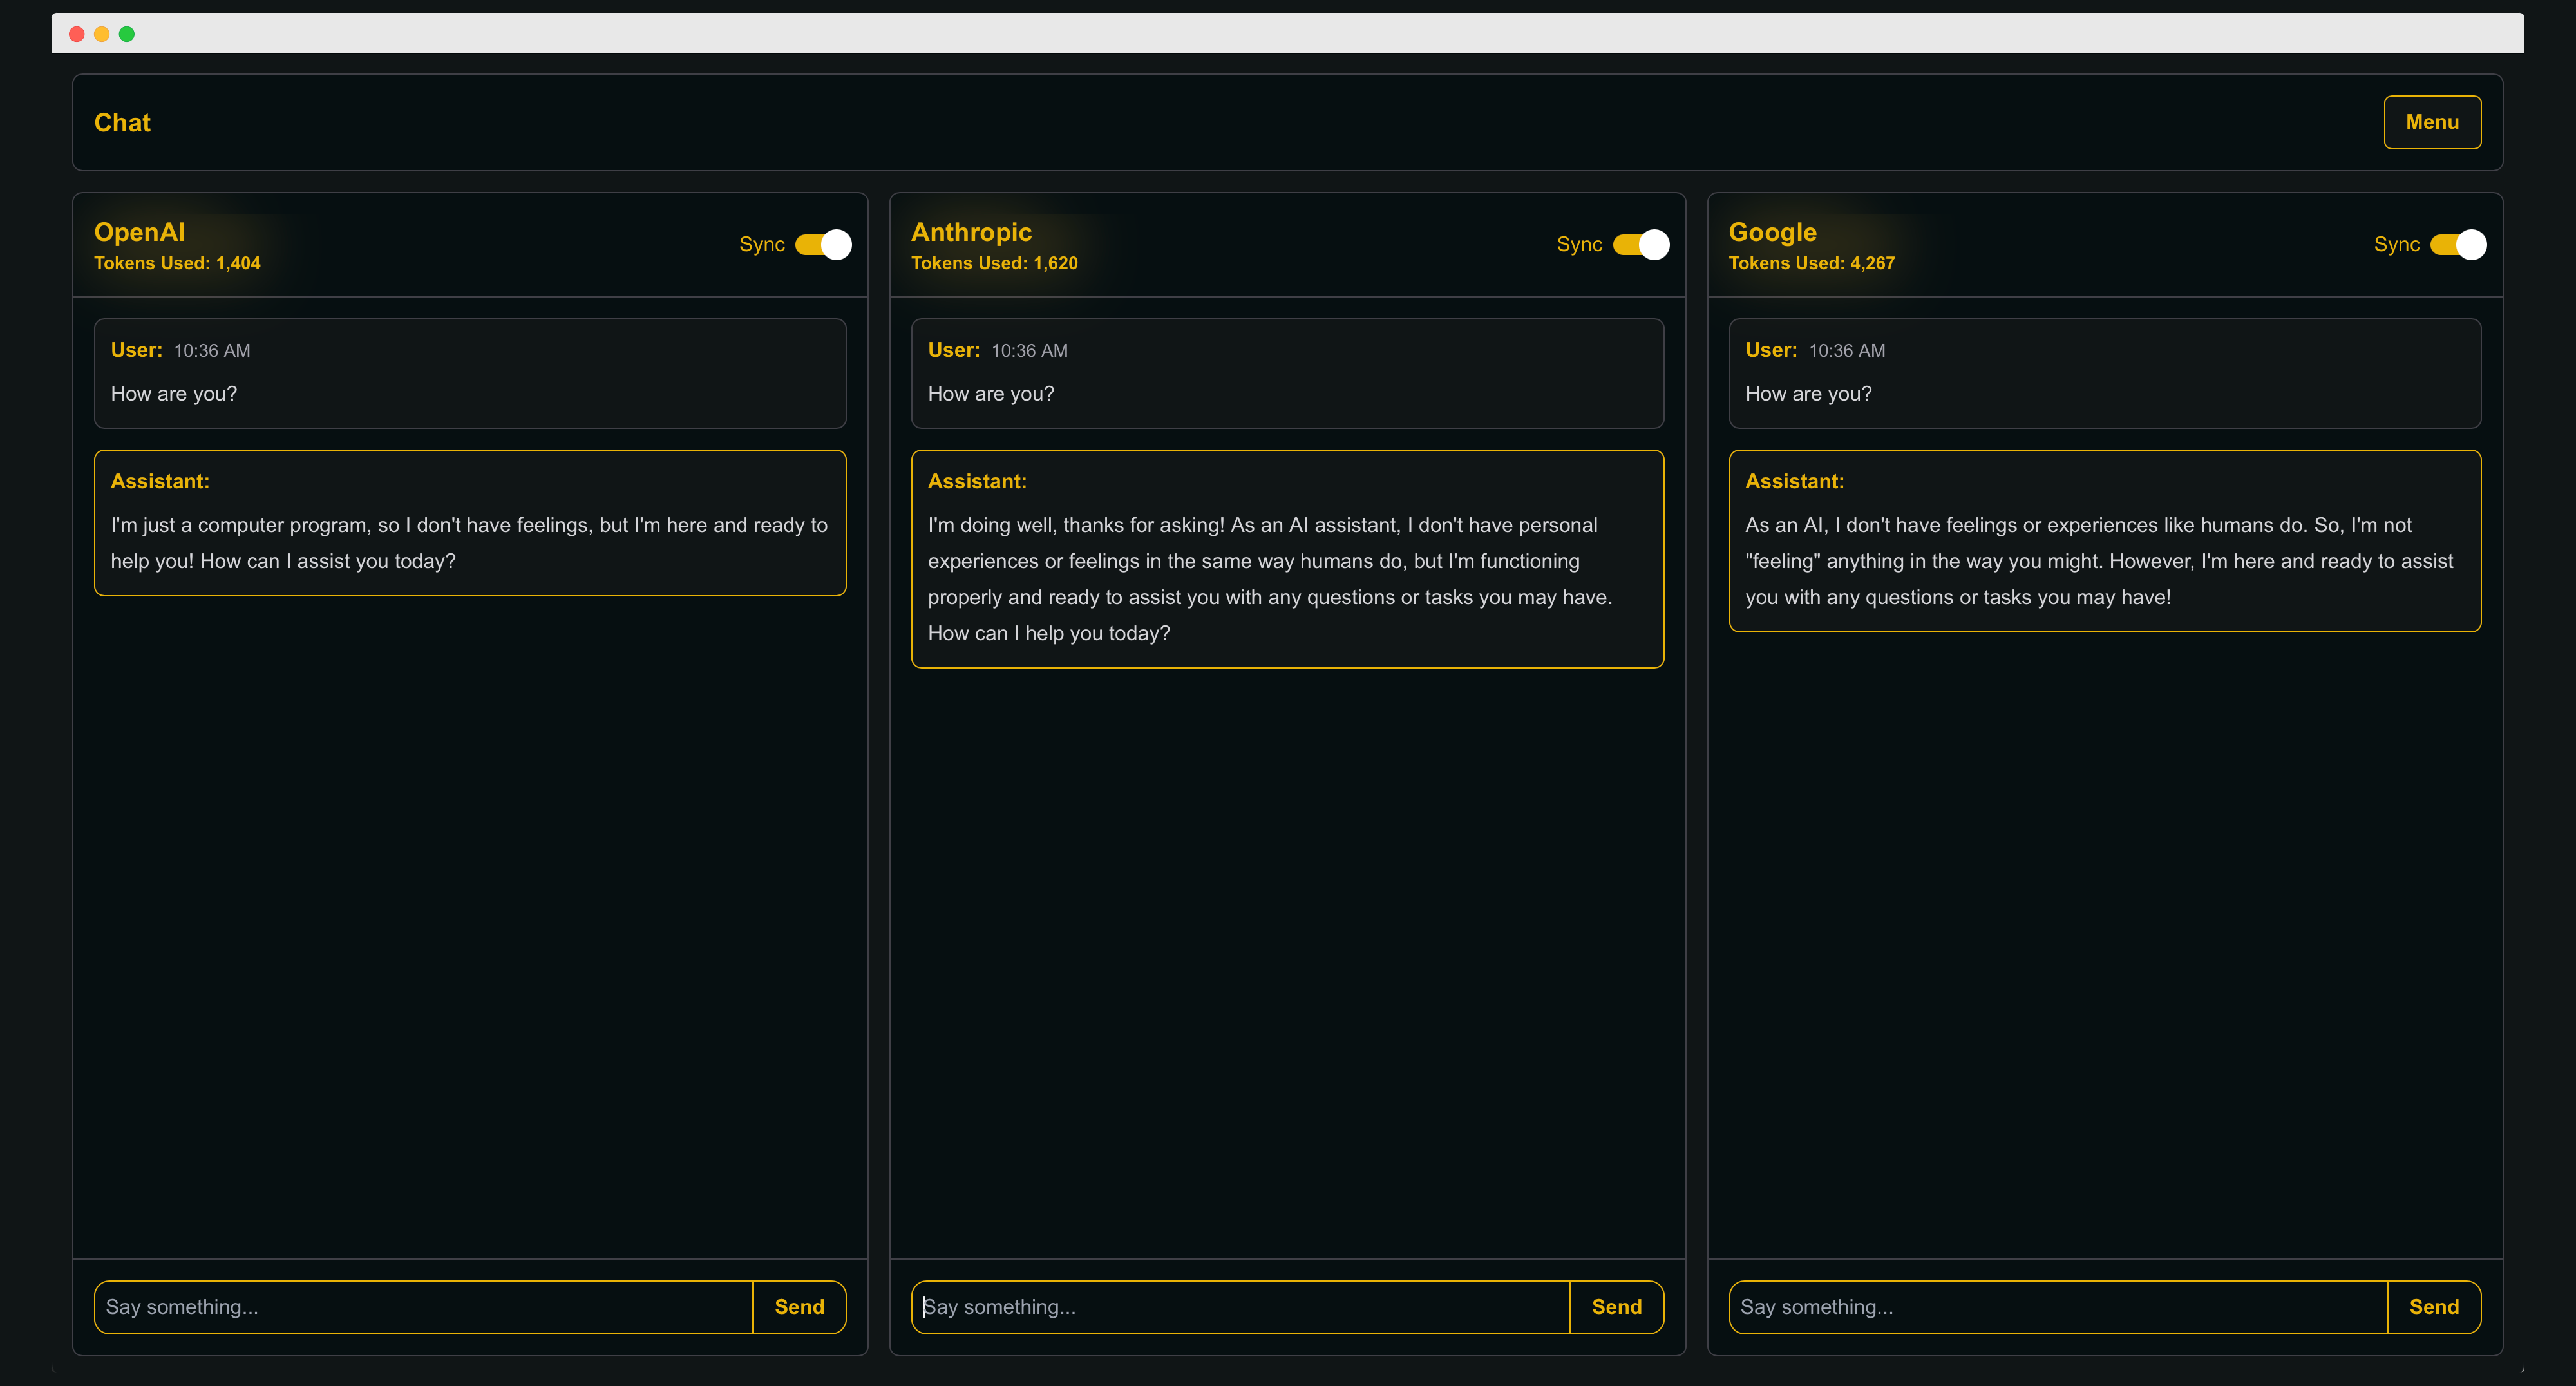 Chat
Menu
OpenAI
Tokens Used: 1,404
Sync
User: 10:36 AM
How are you?
Assistant:
I'm just a computer program, so I don't have feelings, but I'm here and ready to
help you! How can I assist you today?
Say something...
Send
Anthropic
Tokens Used: 1,620
Sync
User: 10:36 AM
How are you?
Assistant:
I'm doing well, thanks for asking! As an AI assistant, I don't have personal
experiences or feelings in the same way humans do, but I'm functioning
properly and ready to assist you with any questions or tasks you may have.
How can I help you today?
Say something...
Send
Google
Tokens Used: 4,267
Sync
User: 10:36 AM
How are you?
Assistant:
As an AI, I don't have feelings or experiences like humans do. So, I'm not
"feeling" anything in the way you might. However, I'm here and ready to assist
you with any questions or tasks you may have!
Say something...
Send